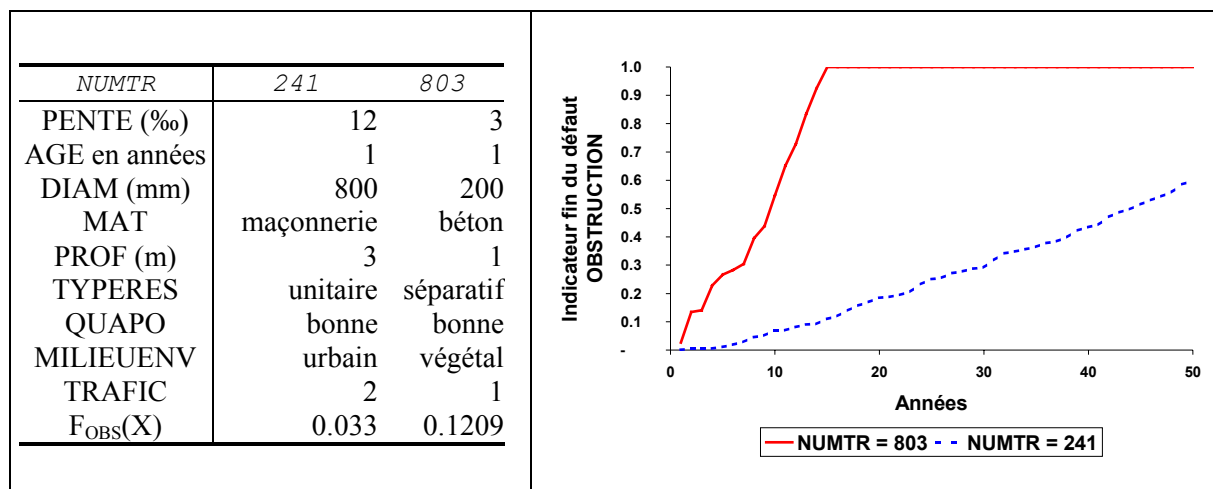 NUMTR 241 803
PENTE (‰) 12 3
AGE en années 1 1
DIAM (mm) 800 200
MAT maçonnerie béton
PROF (m) 3 1
TYPERES unitaire séparatif
QUAPO bonne bonne
MILIEUENV urbain végétal
TRAFIC 2 1
FOBS(X) 0.033 0.1209
Indicateur fin du défaut
OBSTRUCTION
1.0
0.9
0.8
0.7
0.6
0.5
0.4
0.3
0.2
0.1
-
0 10 20 30 40 50
Années
NUMTR = 803 NUMTR = 241